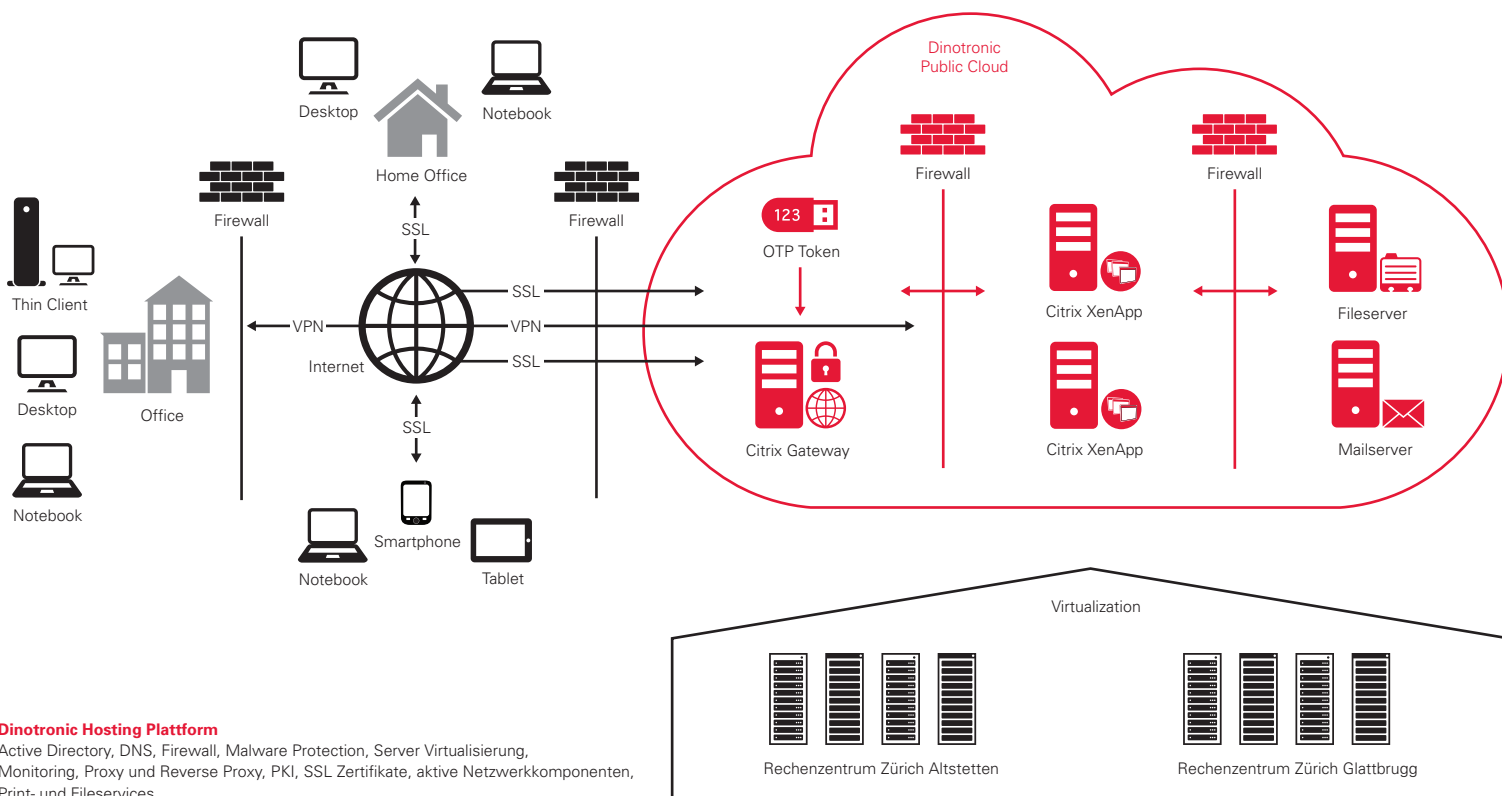 Dinotronic
Public Cloud
Desktop
Notebook
Home Office
Firewall
Firewall
Firewall
Firewall
SSL
123
OTP Token
Thin Client
SSL
Citrix XenApp
Fileserver
VPN
VPN
Internet
SSL
Desktop
Office
SSL
Citrix Gateway
Citrix XenApp
Mailserver
Notebook
Smartphone
Notebook
Tablet
Virtualization
Rechenzentrum Zürich Altstetten
Rechenzentrum Zürich Glattbrugg
Dinotronic Hosting Plattform
Active Directory, DNS, Firewall, Malware Protection, Server Virtualisierung,
Monitoring, Proxy und Reverse Proxy, PKI, SSL Zertifikate, aktive Netzwerkkomponenten,
Print- und Fileservices